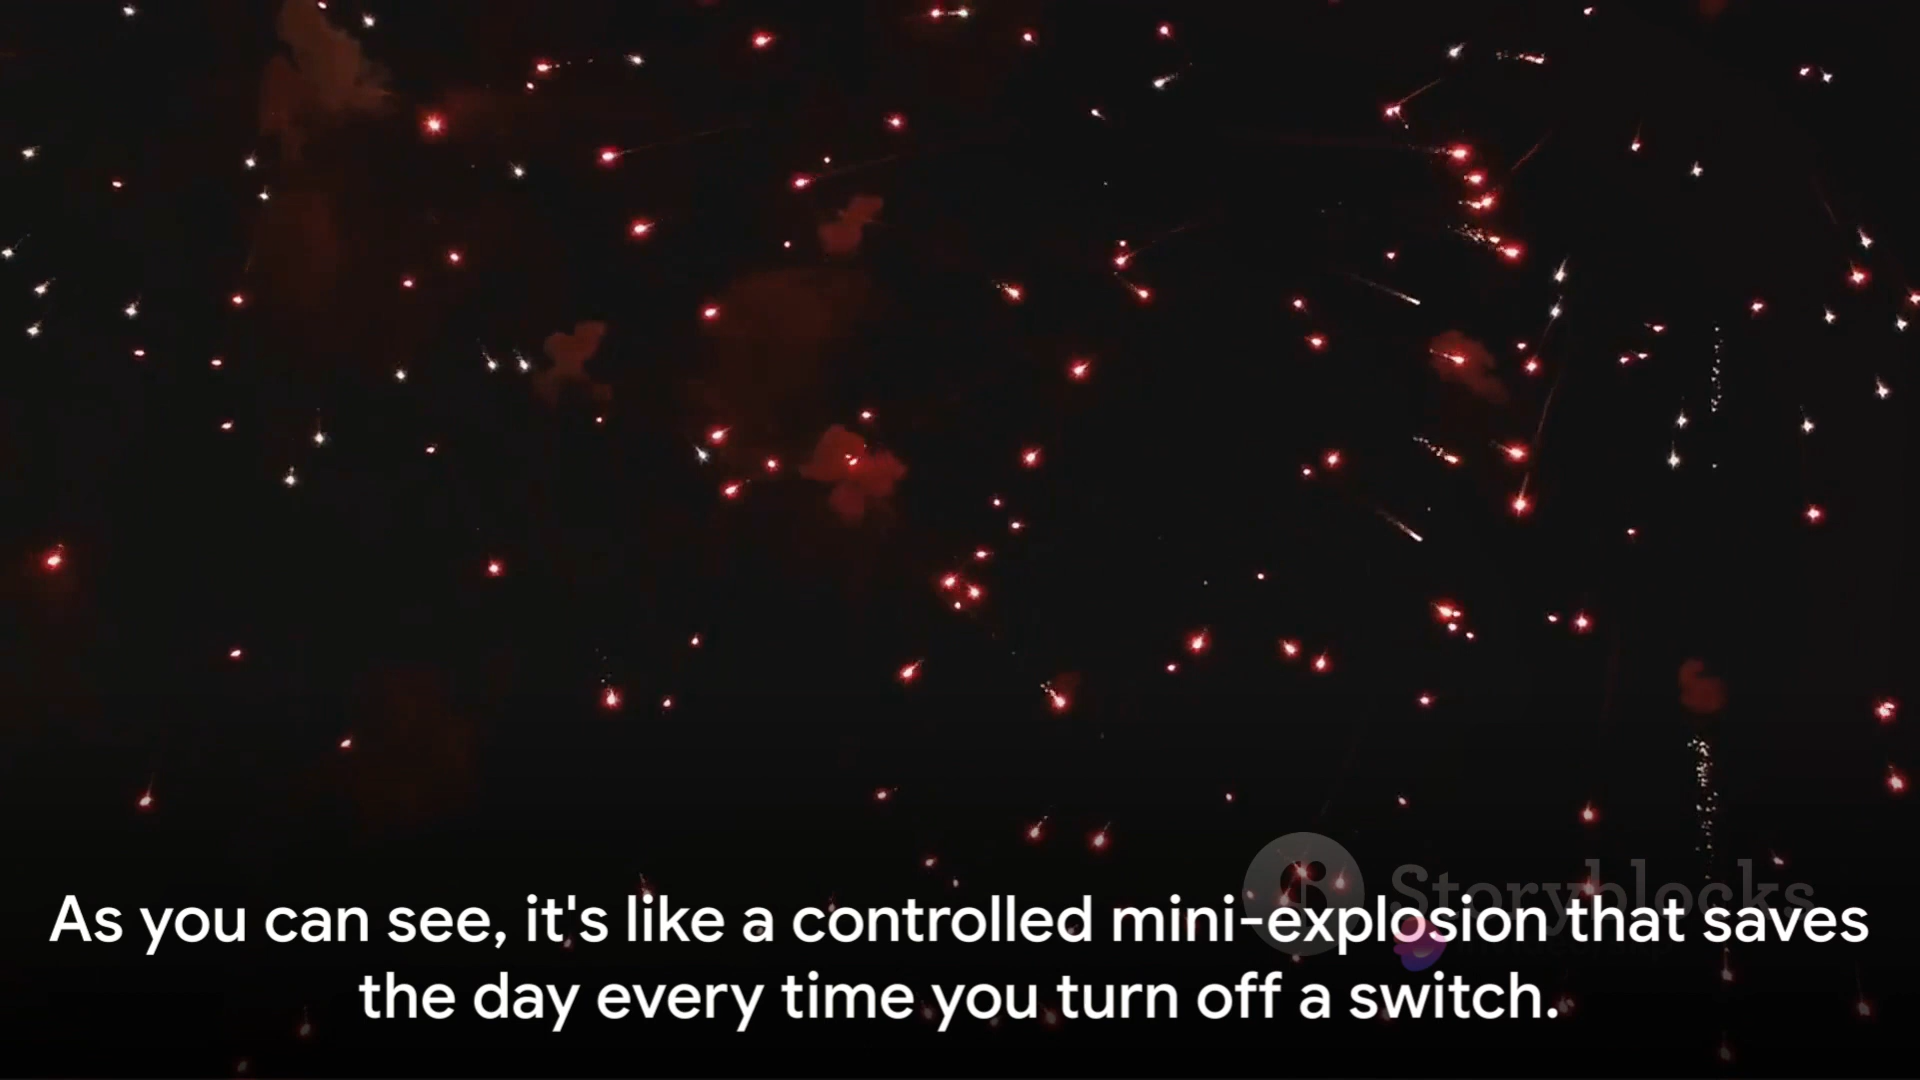 Storyblocks
As you can see, it's like a controlled mini-explosion that saves
the day every time you turn off a switch.